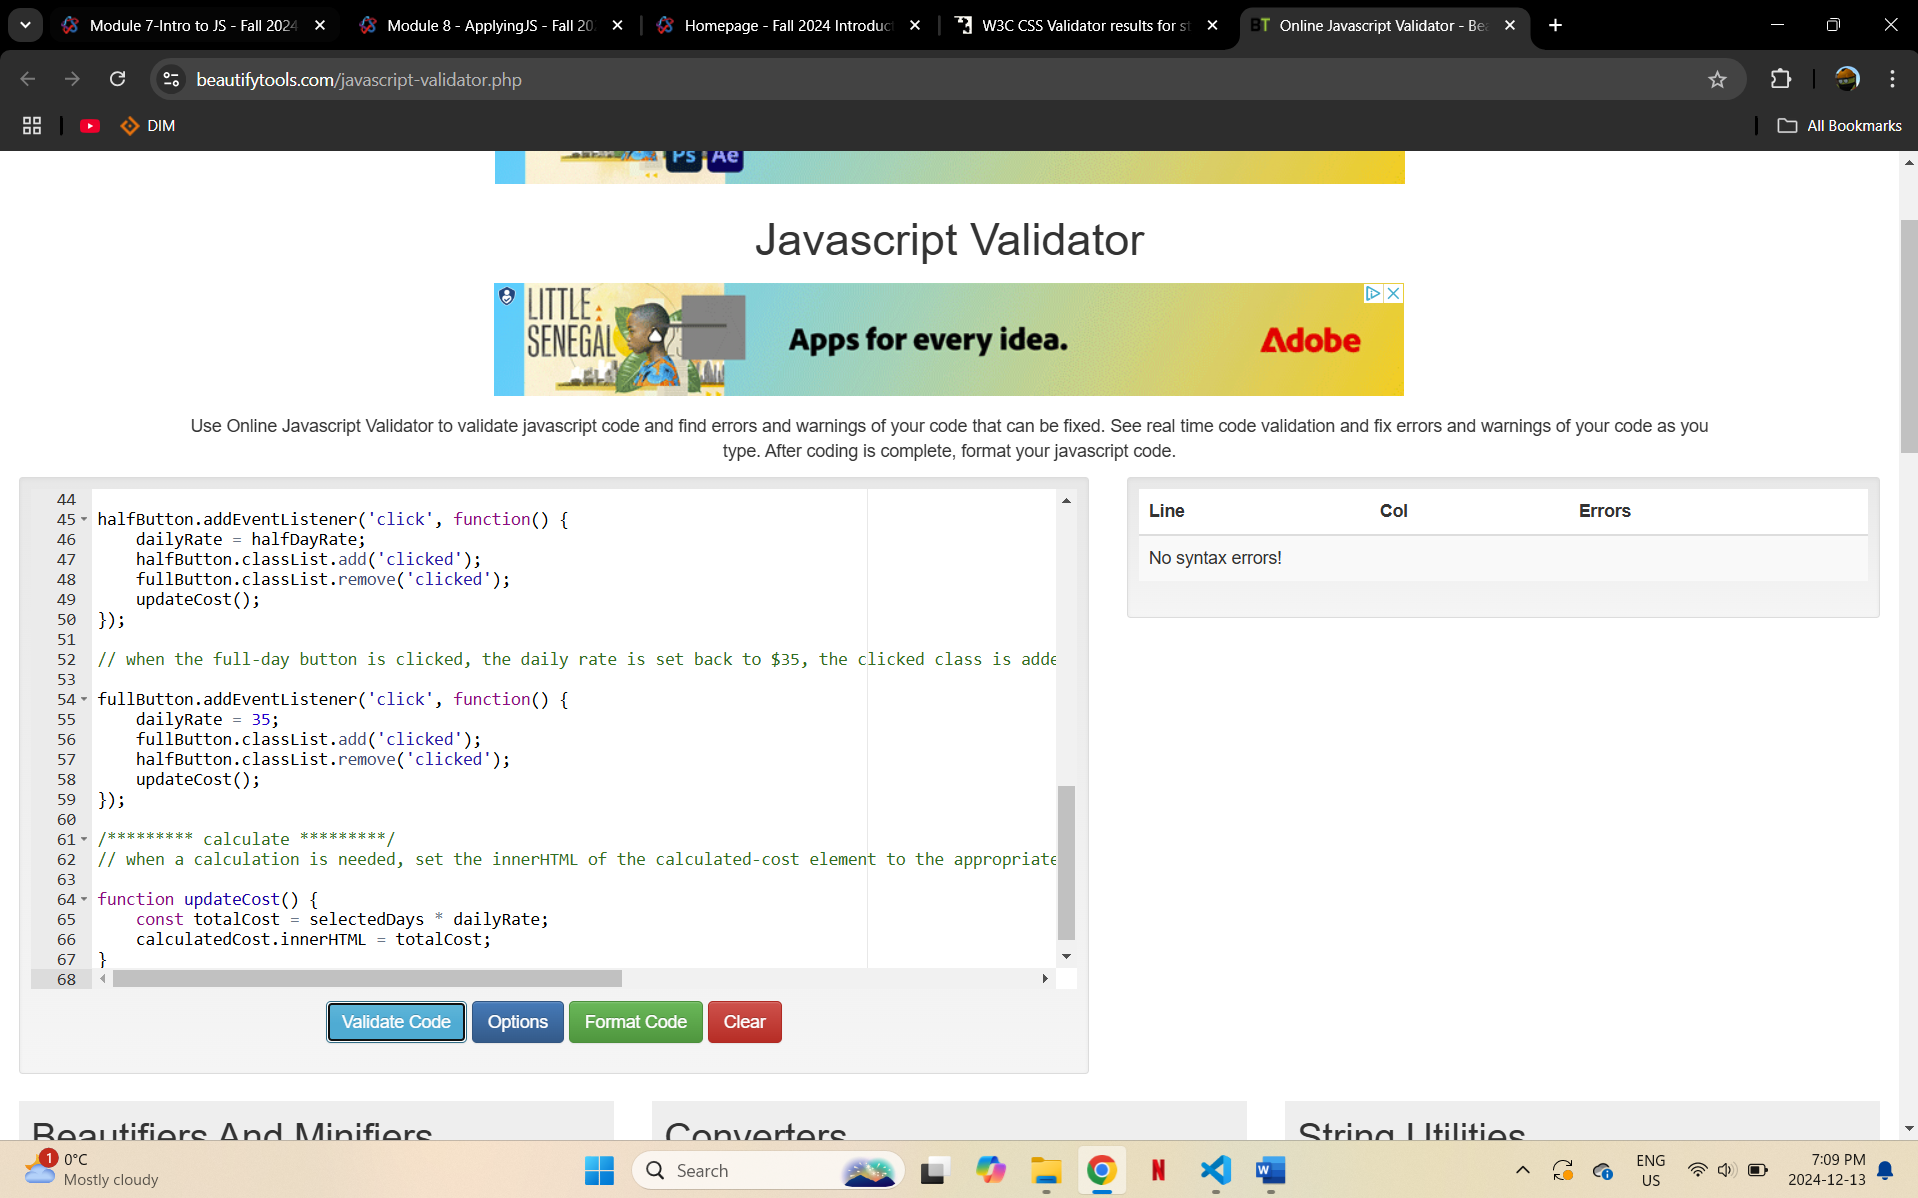 Module 7-Intro to JS - Fall 2024
Module 8 - ApplyingJS - Fall 20
Homepage - Fall 2024 Introduc
W3C CSS Validator results for st
BT Online Javascript Validator - Be
beautifytools.com/javascript-validator.php
DIM
All Bookmarks
Ps Ae
Javascript Validator
LITTLE
SENEGAL
Apps for every idea.
Adobe
Use Online Javascript Validator to validate javascript code and find errors and warnings of your code that can be fixed. See real time code validation and fix errors and warnings of your code as you
type. After coding is complete, format your javascript code.
44
45 halfButton.addEventListener('click', function() {
46 dailyRate = halfDayRate;
47 halfButton.classList.add('clicked');
48 fullButton.classList.remove('clicked');
49 updateCost();
50 });
51
52 // when the full-day button is clicked, the daily rate is set back to $35, the clicked class is adde
53
54 fullButton.addEventListener('click', function() {
55 dailyRate = 35;
56 fullButton.classList.add('clicked');
57 halfButton.classList.remove('clicked');
58 updateCost();
59 });
60
61 /********* calculate *********/
62 // when a calculation is needed, set the innerHTML of the calculated-cost element to the appropriate
63
64 function updateCost() {
65 const totalCost = selectedDays * dailyRate;
66 calculatedCost.innerHTML = totalCost;
67 }
68
Line Col Errors
No syntax errors!
Validate Code Options Format Code Clear
Beautifiers And Minifiers Converters String Utilities
1 0°C
Mostly cloudy
Search
N
W
ENG
US
7:09 PM
2024-12-13